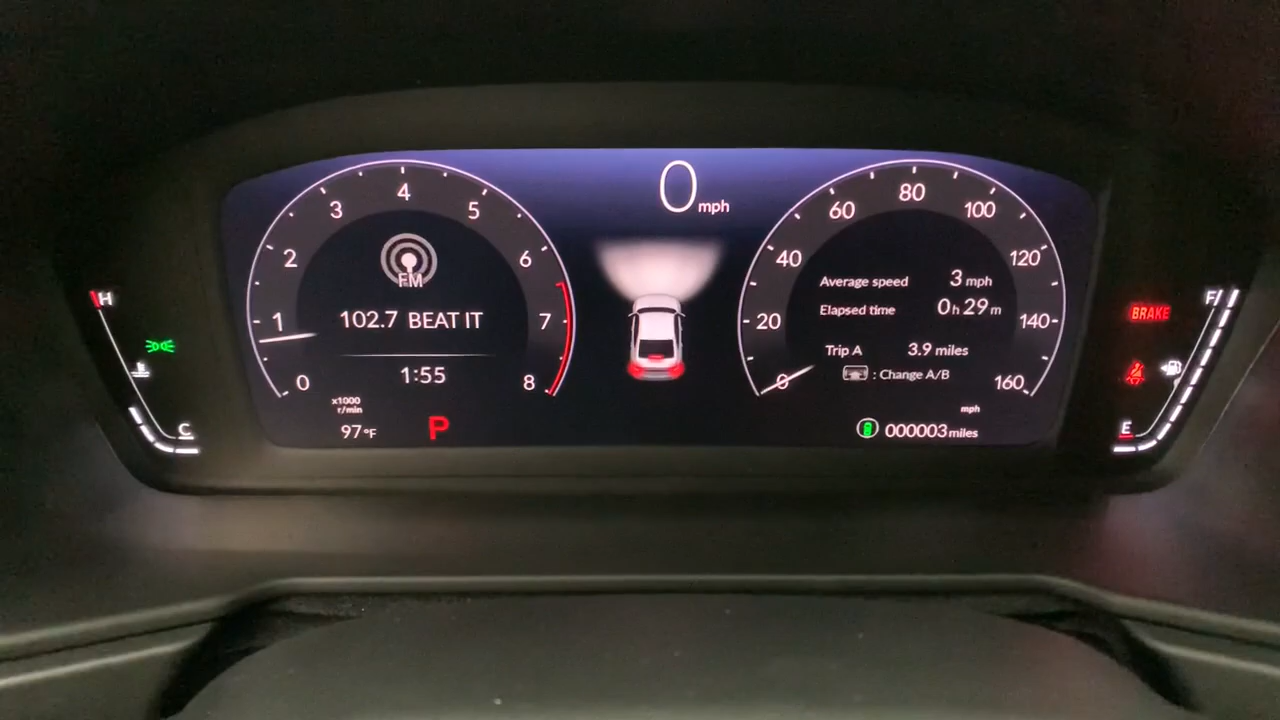 0 mph
4
3
5
2
6
1
7
0
8
FM
102.7 BEAT IT
1:55
x1000
r/min
97°F
P
H
C
80
60
100
40
120
20
140
0
160
Average speed 3 mph
Elapsed time 0h29m
Trip A 3.9 miles
: Change A/B
mph
000003 miles
BRAKE
F
E